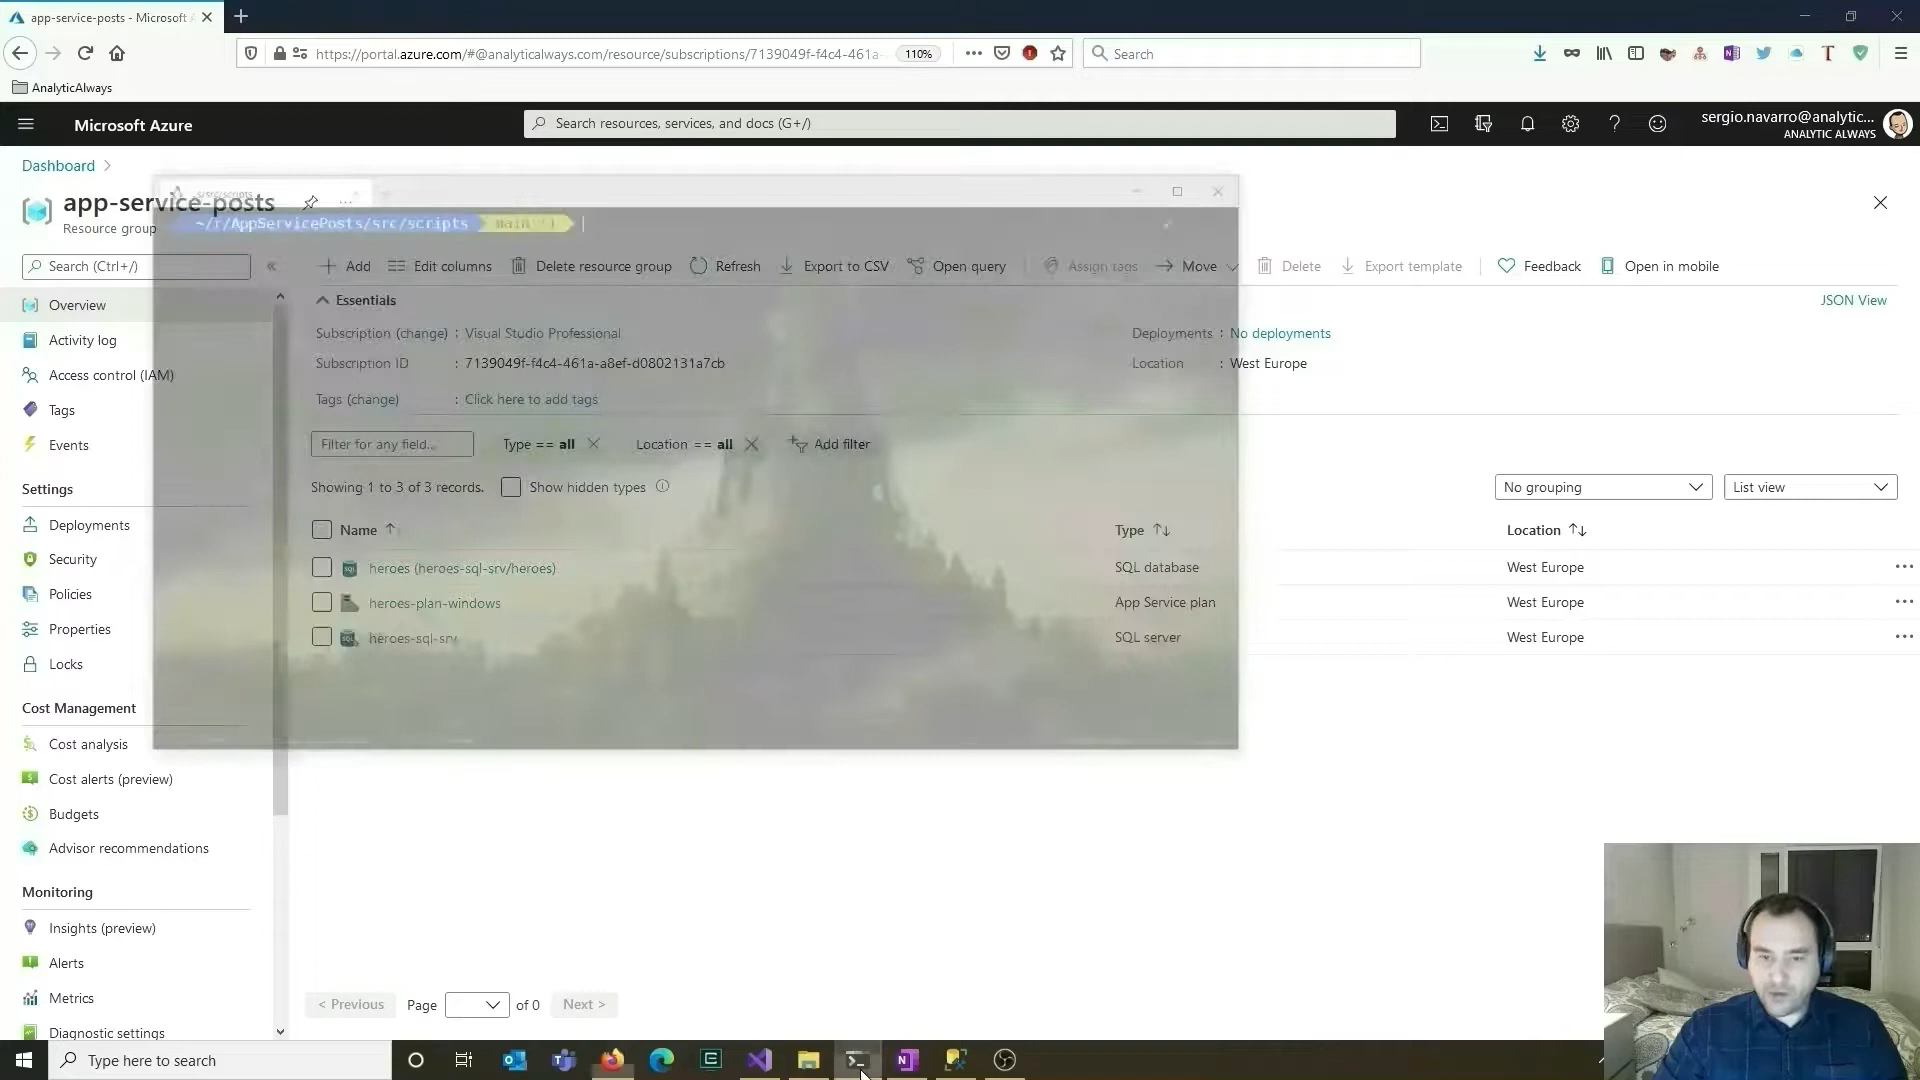 app-service-posts - Microsoft A
https://portal.azure.com/#@analyticalways.com/resource/subscriptions/7139049f-f4c4-461a-
110%
Search
AnalyticAlways
Microsoft Azure
Search resources, services, and docs (G+/)
sergio.navarro@analytic...
ANALYTIC ALWAYS
Dashboard
app-service-posts
Resource group
~/r/AppServicePosts/src/scripts
main
Search (Ctrl+/)
Add
Edit columns
Delete resource group
Refresh
Export to CSV
Open query
Assign tags
Move
Delete
Export template
Feedback
Open in mobile
Overview
Activity log
Access control (IAM)
Tags
Events
Settings
Deployments
Security
Policies
Properties
Locks
Cost Management
Cost analysis
Cost alerts (preview)
Budgets
Advisor recommendations
Monitoring
Insights (preview)
Alerts
Metrics
Diagnostic settings
Essentials
JSON View
Subscription (change) : Visual Studio Professional
Deployments : No deployments
Subscription ID : 7139049f-f4c4-461a-a8ef-d0802131a7cb
Location : West Europe
Tags (change) : Click here to add tags
Filter for any field...
Type == all
Location == all
Add filter
Showing 1 to 3 of 3 records.
Show hidden types
No grouping
List view
Name
Type
Location
heroes (heroes-sql-srv/heroes)
SQL database
West Europe
heroes-plan-windows
App Service plan
West Europe
heroes-sql-srv
SQL server
West Europe
< Previous
Page
of 0
Next >
Type here to search